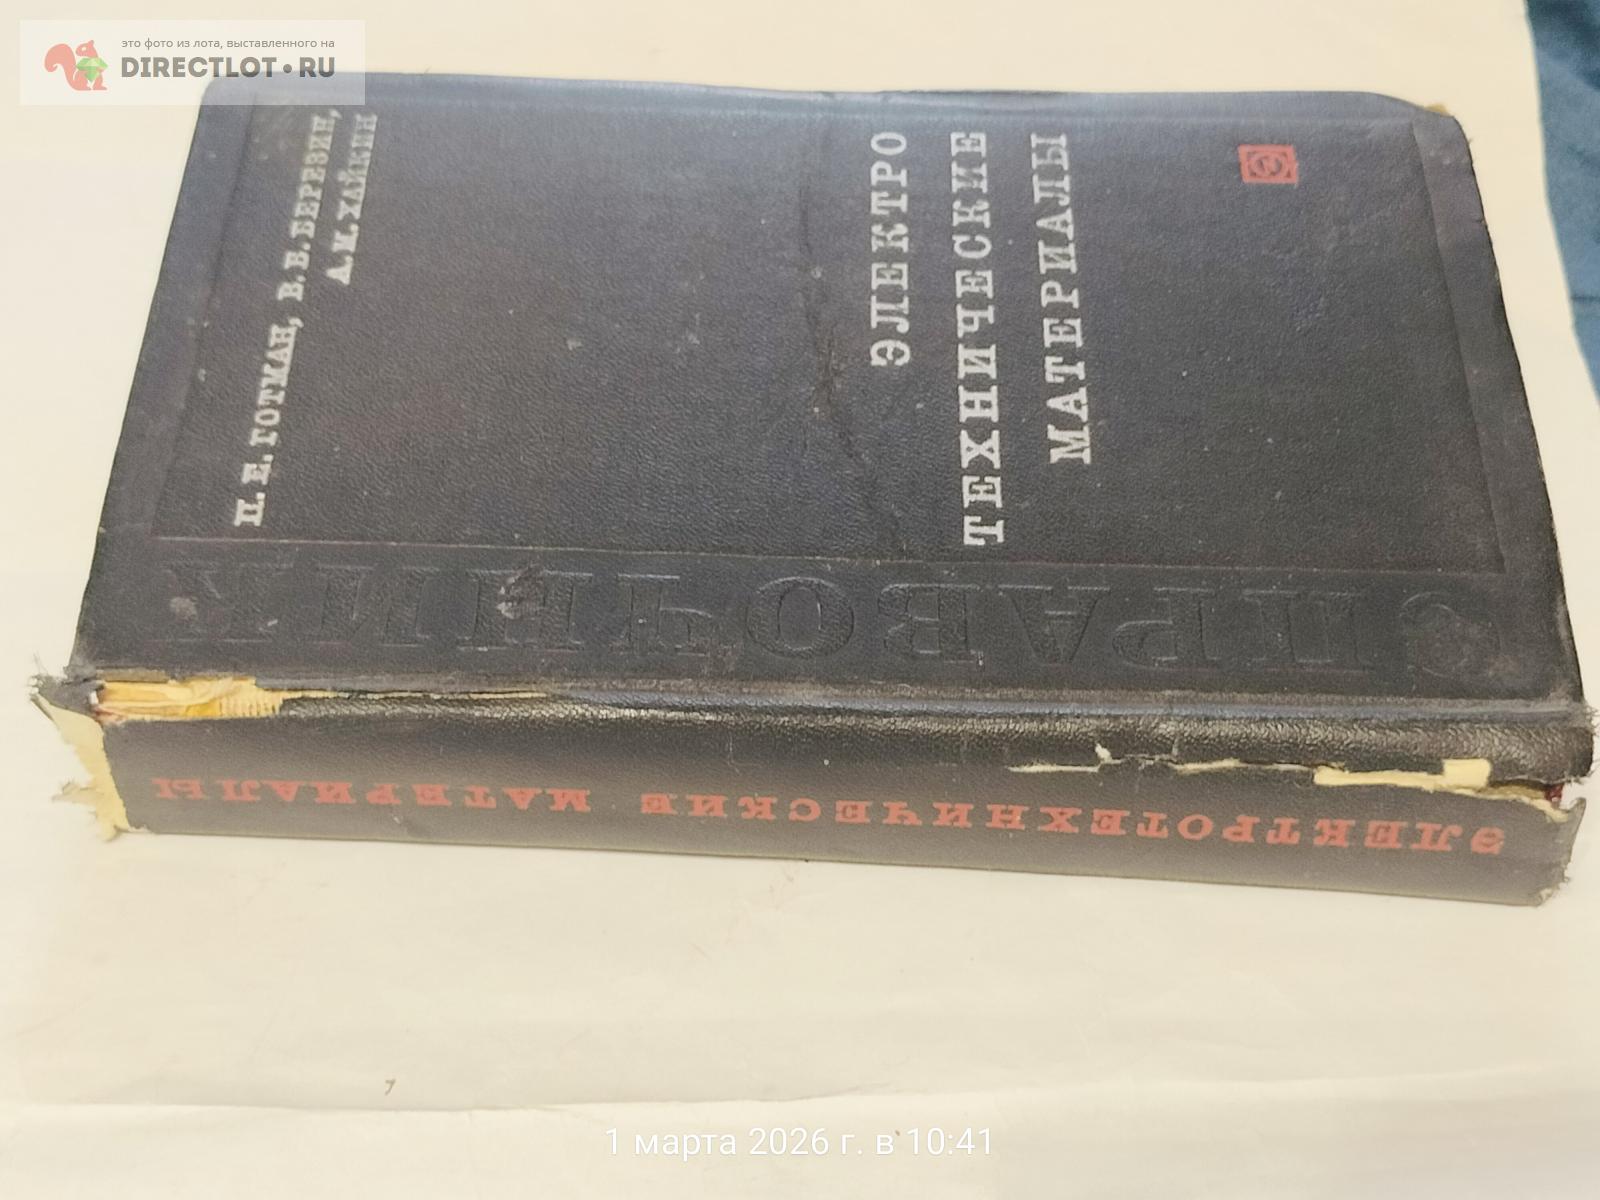 это фото из лота, выставленного на
DIRECTLOT.RU
П. Е. ГОТМАН, В. В. БЕРЕЗИН,
А. М. ХАЙКИН
ЭЛЕКТРО
ТЕХНИЧЕСКИЕ
МАТЕРИАЛЫ
СПРАВОЧНИК
ЭЛЕКТРОТЕХНИЧЕСКИЕ МАТЕРИАЛЫ
1 марта 2026 г. в 10:41